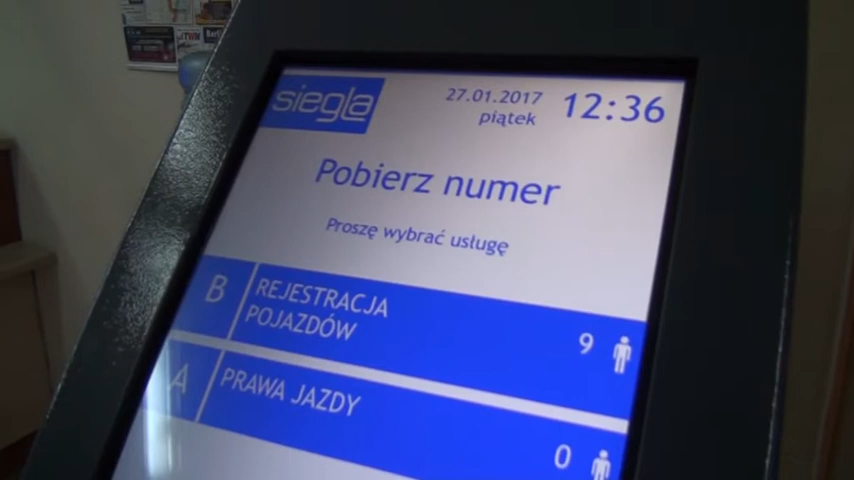 siegla
27.01.2017
piątek
12:36
Pobierz numer
Proszę wybrać usługę
B
REJESTRACJA
POJAZDÓW
9
A
PRAWA JAZDY
0